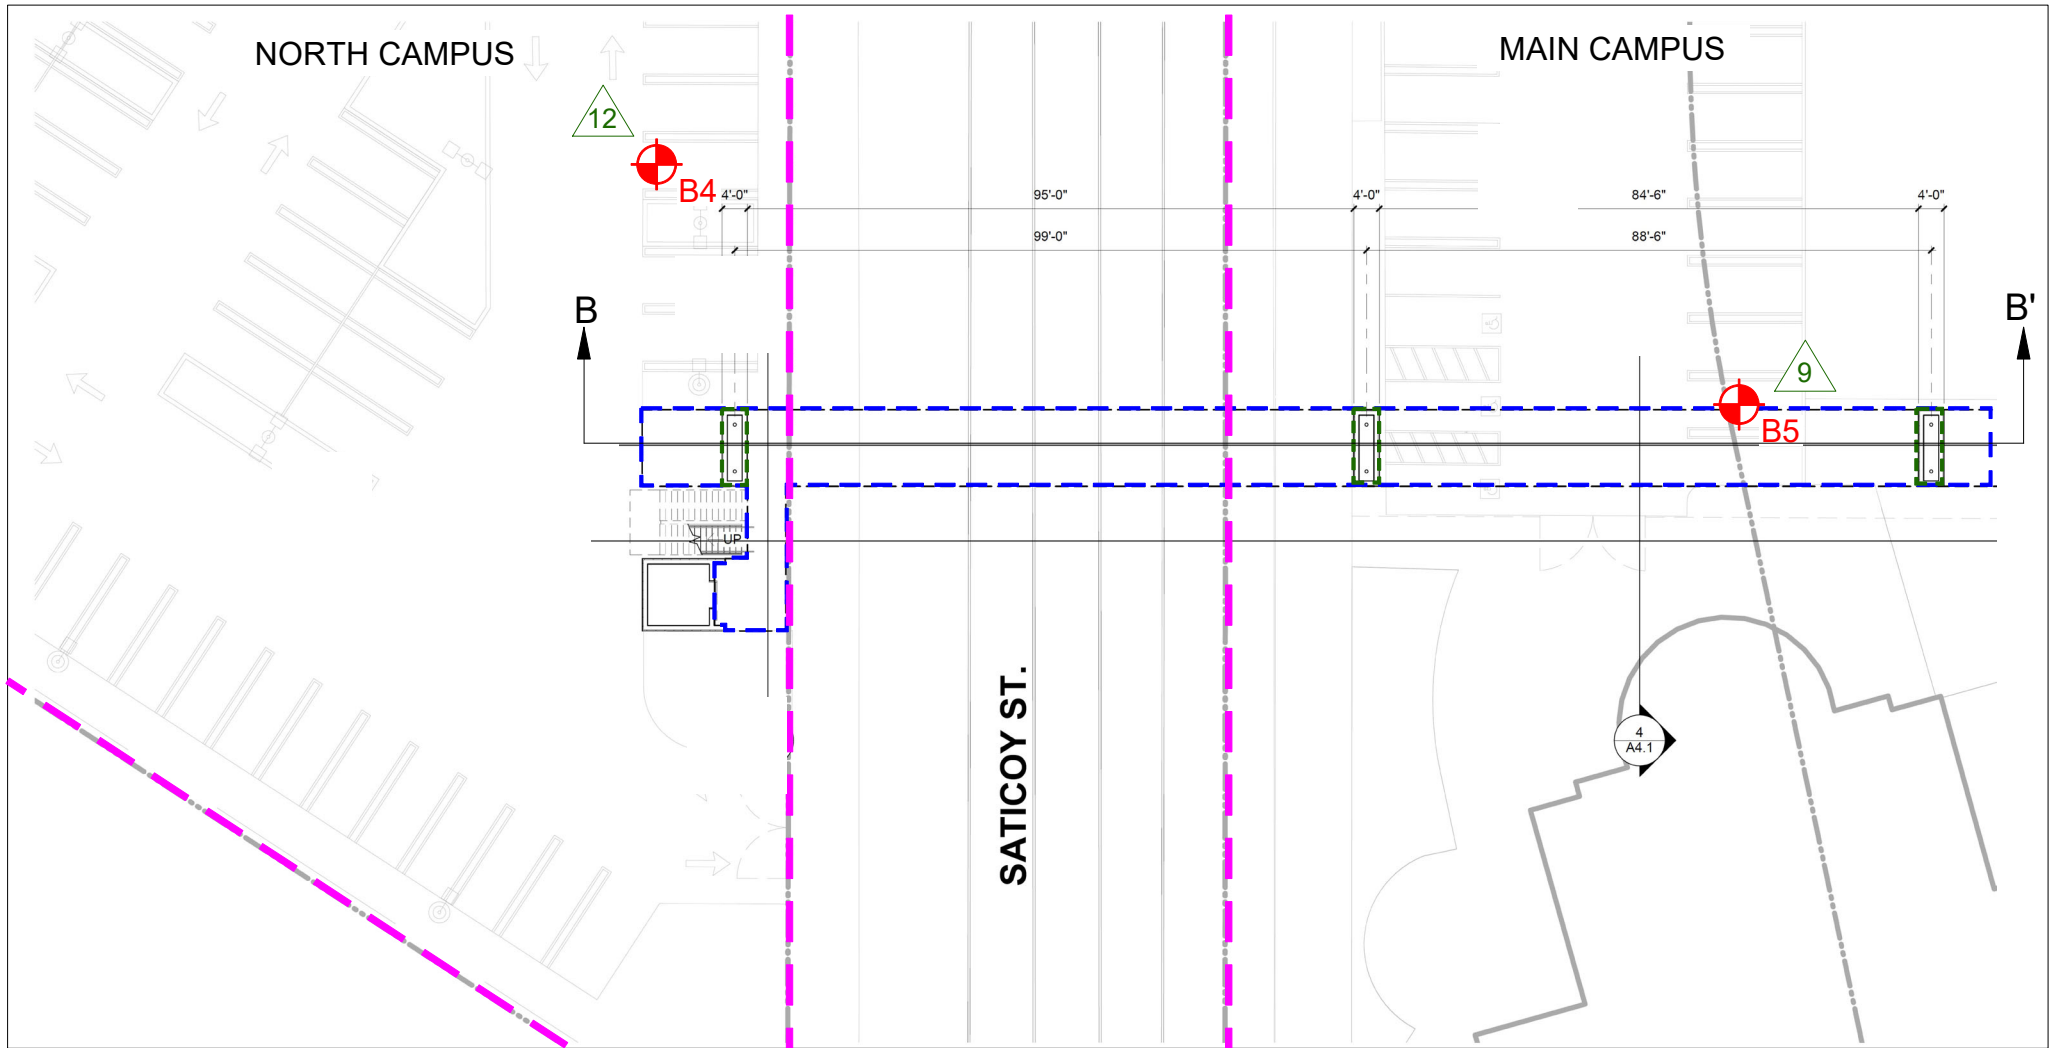 NORTH CAMPUS
MAIN CAMPUS
12
B4
4'-0"
95'-0"
4'-0"
84'-6"
4'-0"
99'-0"
88'-6"
B
B'
9
B5
UP
SATICOY ST.
4
A4.1